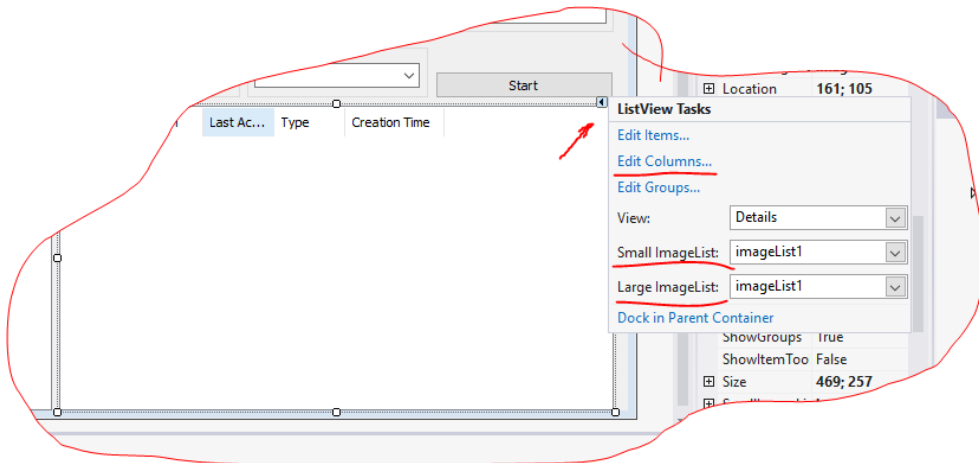 Start
Location 161; 105
ListView Tasks
Last Ac... Type Creation Time
Edit Items...
Edit Columns...
Edit Groups...
View: Details
Small ImageList: imageList1
Large ImageList: imageList1
Dock in Parent Container
ShowGroups True
ShowItemToo False
Size 469; 257